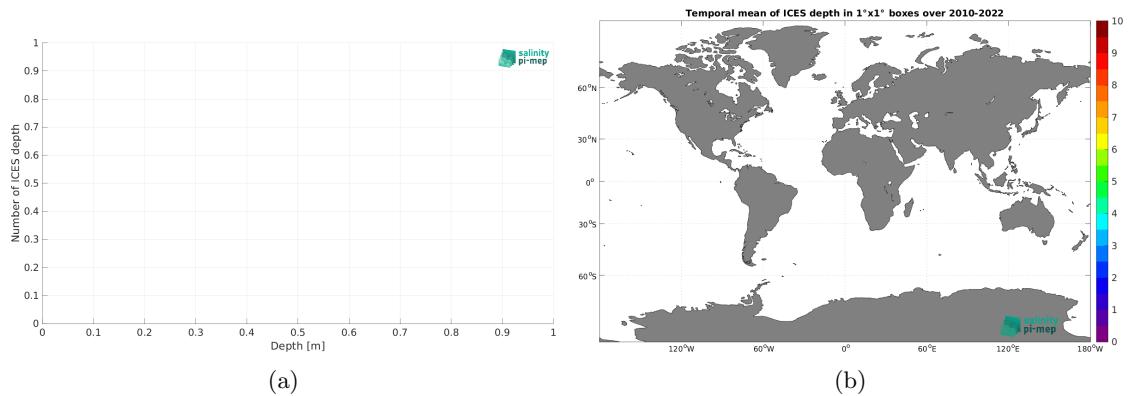 1
0.9
0.8
0.7
0.6
0.5
0.4
0.3
0.2
0.1
0
Number of ICES depth
0 0.1 0.2 0.3 0.4 0.5 0.6 0.7 0.8 0.9 1
Depth [m]
salinity
pi-mep
(a)
Temporal mean of ICES depth in 1°x1° boxes over 2010-2022
60°N
30°N
0°
30°S
60°S
120°W 60°W 0° 60°E 120°E 180°W
salinity
pi-mep
10
9
8
7
6
5
4
3
2
1
0
(b)